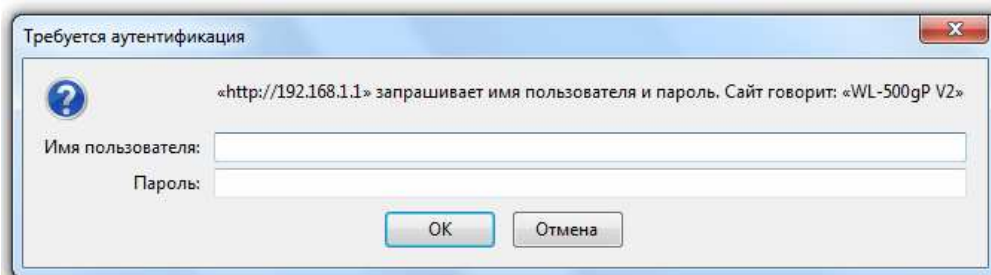 Требуется аутентификация
«http://192.168.1.1» запрашивает имя пользователя и пароль. Сайт говорит: «WL-500gP V2»
Имя пользователя:
Пароль:
OK Отмена